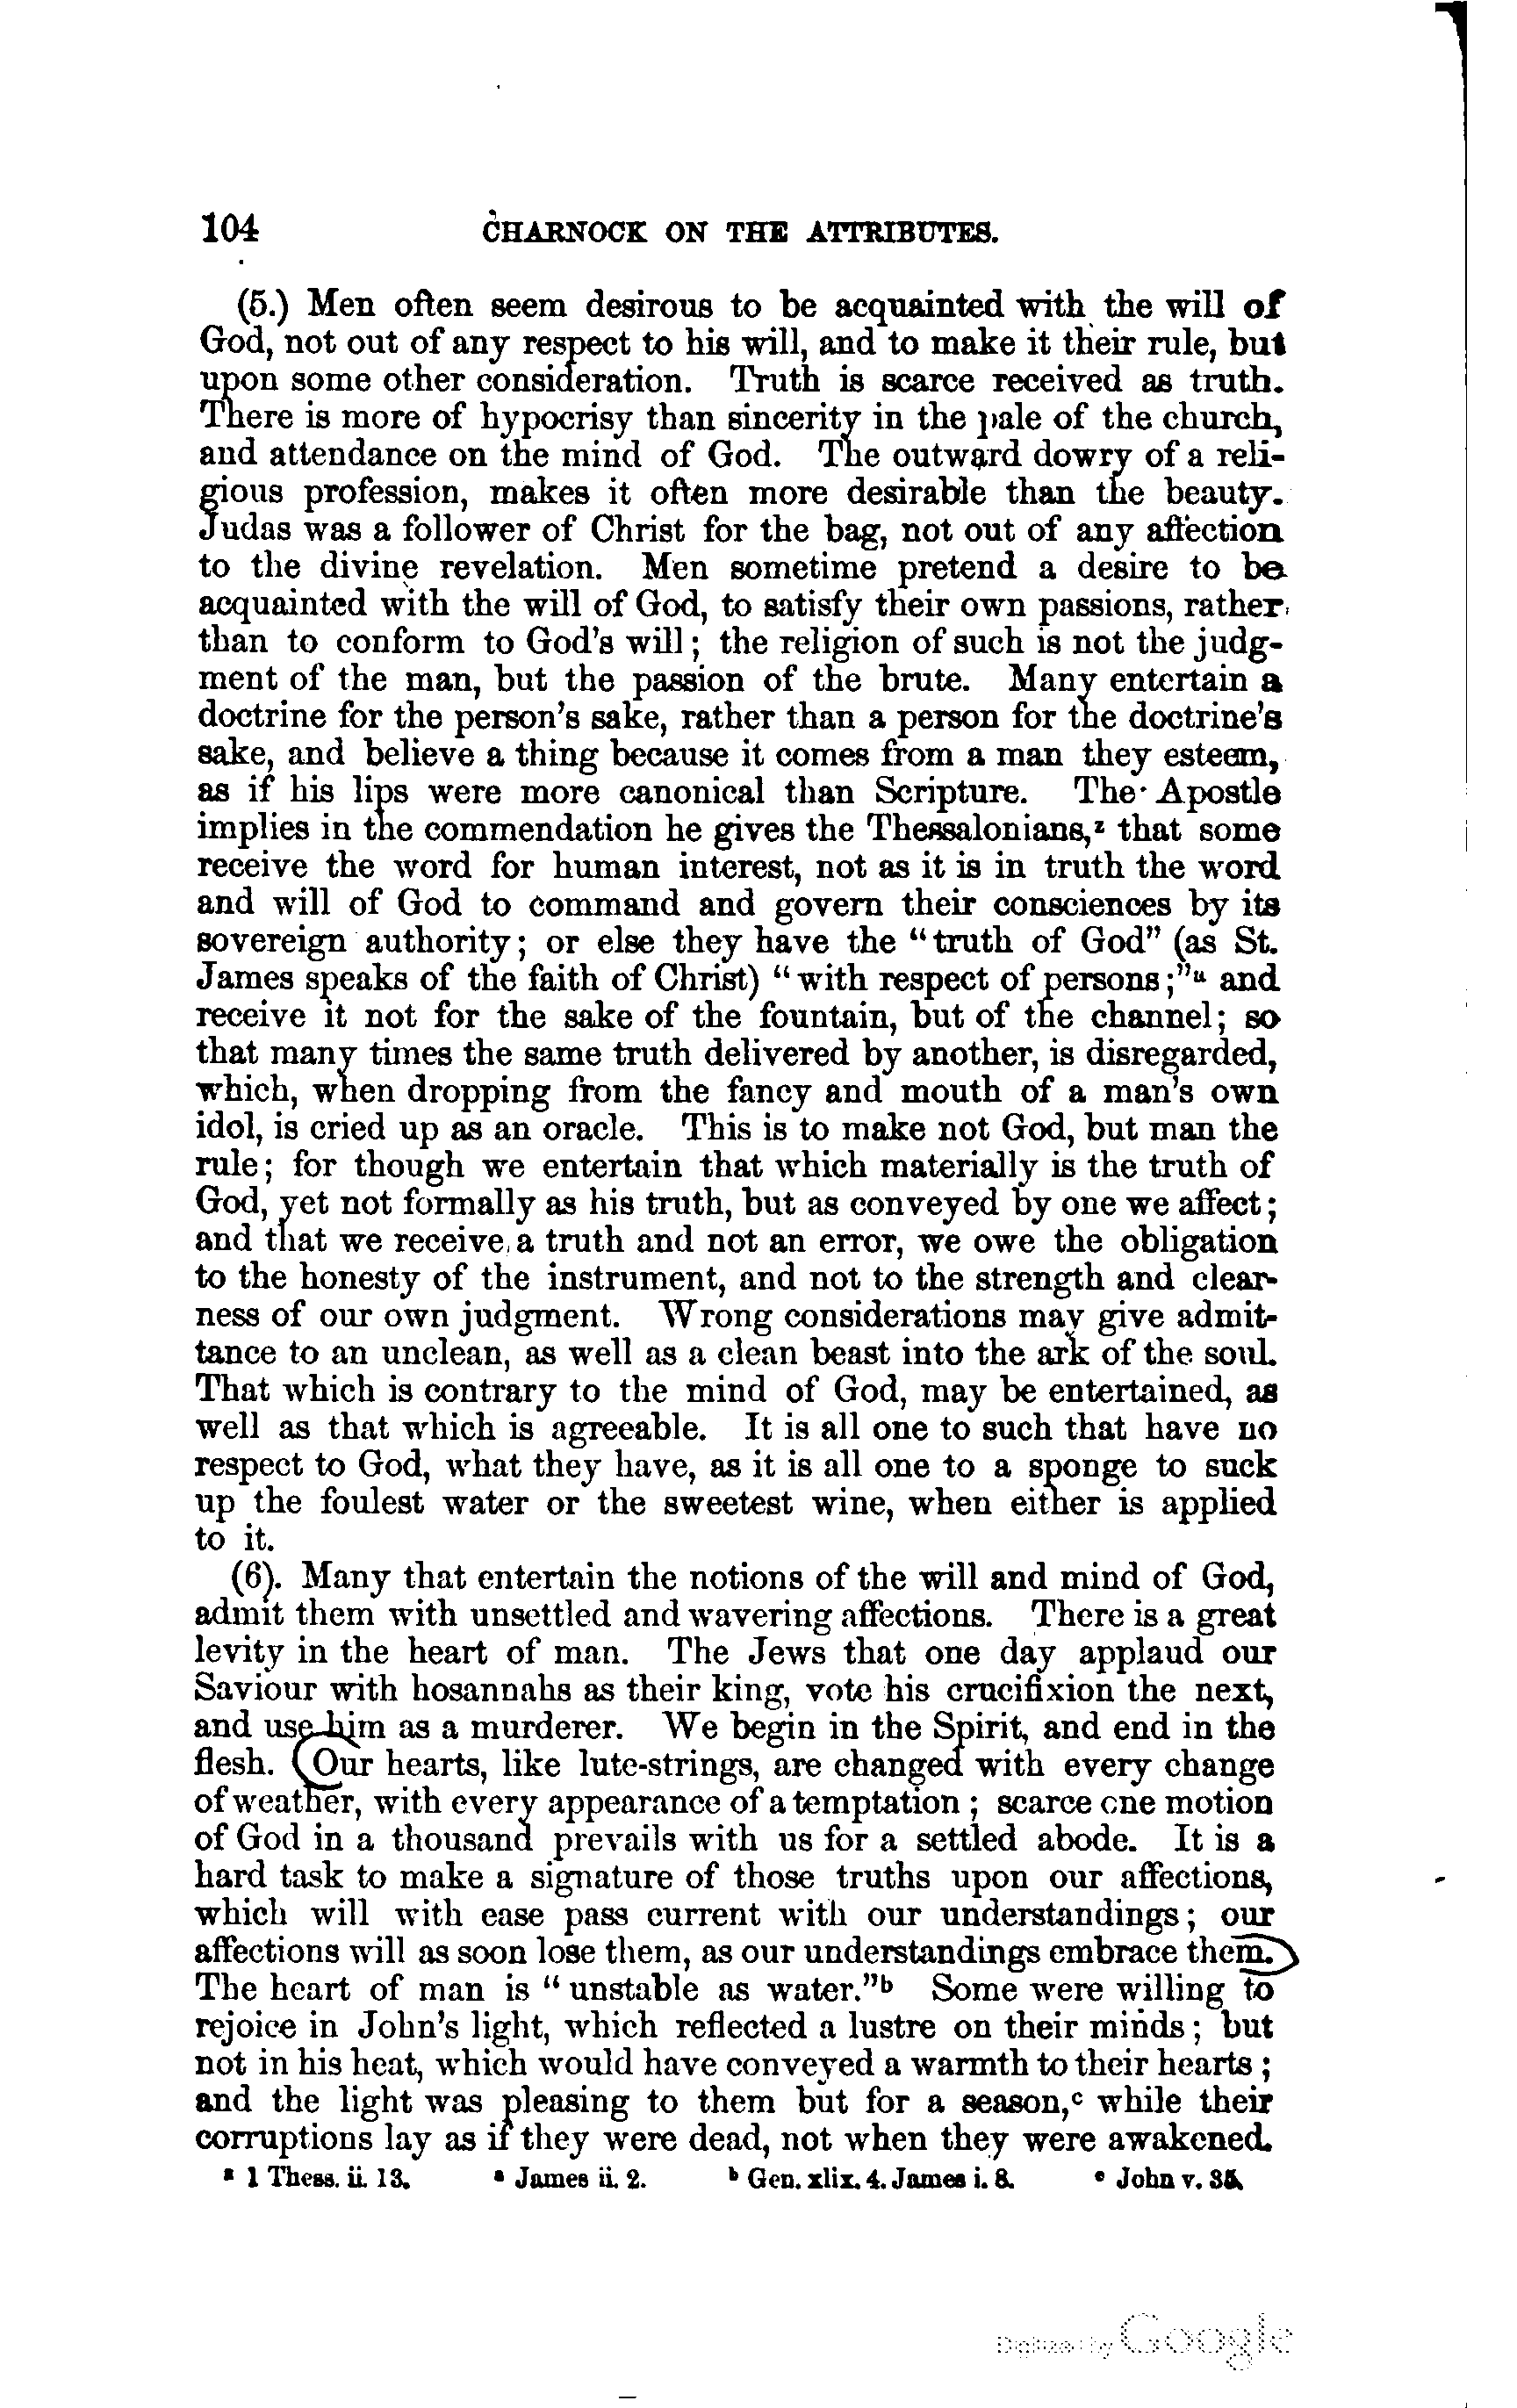 104 CHARNOCK ON THE ATTRIBUTES.
(5.) Men often seem desirous to be acquainted with the will of
God, not out of any respect to his will, and to make it their rule, but
upon some other consideration. Truth is scarce received as truth.
There is more of hypocrisy than sincerity in the pale of the church,
and attendance on the mind of God. The outward dowry of a reli-
gious profession, makes it often more desirable than the beauty.
Judas was a follower of Christ for the bag, not out of any affection
to the divine revelation. Men sometime pretend a desire to be
acquainted with the will of God, to satisfy their own passions, rather
than to conform to God's will; the religion of such is not the judg-
ment of the man, but the passion of the brute. Many entertain a
doctrine for the person's sake, rather than a person for the doctrine's
sake, and believe a thing because it comes from a man they esteem,
as if his lips were more canonical than Scripture. The Apostle
implies in the commendation he gives the Thessalonians,ᶻ that some
receive the word for human interest, not as it is in truth the word
and will of God to command and govern their consciences by its
sovereign authority; or else they have the "truth of God" (as St.
James speaks of the faith of Christ) "with respect of persons;"ᵃ and
receive it not for the sake of the fountain, but of the channel; so
that many times the same truth delivered by another, is disregarded,
which, when dropping from the fancy and mouth of a man's own
idol, is cried up as an oracle. This is to make not God, but man the
rule; for though we entertain that which materially is the truth of
God, yet not formally as his truth, but as conveyed by one we affect;
and that we receive a truth and not an error, we owe the obligation
to the honesty of the instrument, and not to the strength and clear-
ness of our own judgment. Wrong considerations may give admit-
tance to an unclean, as well as a clean beast into the ark of the soul.
That which is contrary to the mind of God, may be entertained, as
well as that which is agreeable. It is all one to such that have no
respect to God, what they have, as it is all one to a sponge to suck
up the foulest water or the sweetest wine, when either is applied
to it.
(6). Many that entertain the notions of the will and mind of God,
admit them with unsettled and wavering affections. There is a great
levity in the heart of man. The Jews that one day applaud our
Saviour with hosannahs as their king, vote his crucifixion the next,
and use him as a murderer. We begin in the Spirit, and end in the
flesh. Our hearts, like lute-strings, are changed with every change
of weather, with every appearance of a temptation; scarce one motion
of God in a thousand prevails with us for a settled abode. It is a
hard task to make a signature of those truths upon our affections,
which will with ease pass current with our understandings; our
affections will as soon lose them, as our understandings embrace them.
The heart of man is "unstable as water."ᵇ Some were willing to
rejoice in John's light, which reflected a lustre on their minds; but
not in his heat, which would have conveyed a warmth to their hearts;
and the light was pleasing to them but for a season,ᶜ while their
corruptions lay as if they were dead, not when they were awakened.
ᶻ 1 Thess. ii. 13. ᵃ James ii. 2. ᵇ Gen. xlix. 4. James i. 8. ᶜ John v. 35.
Digitized by Google